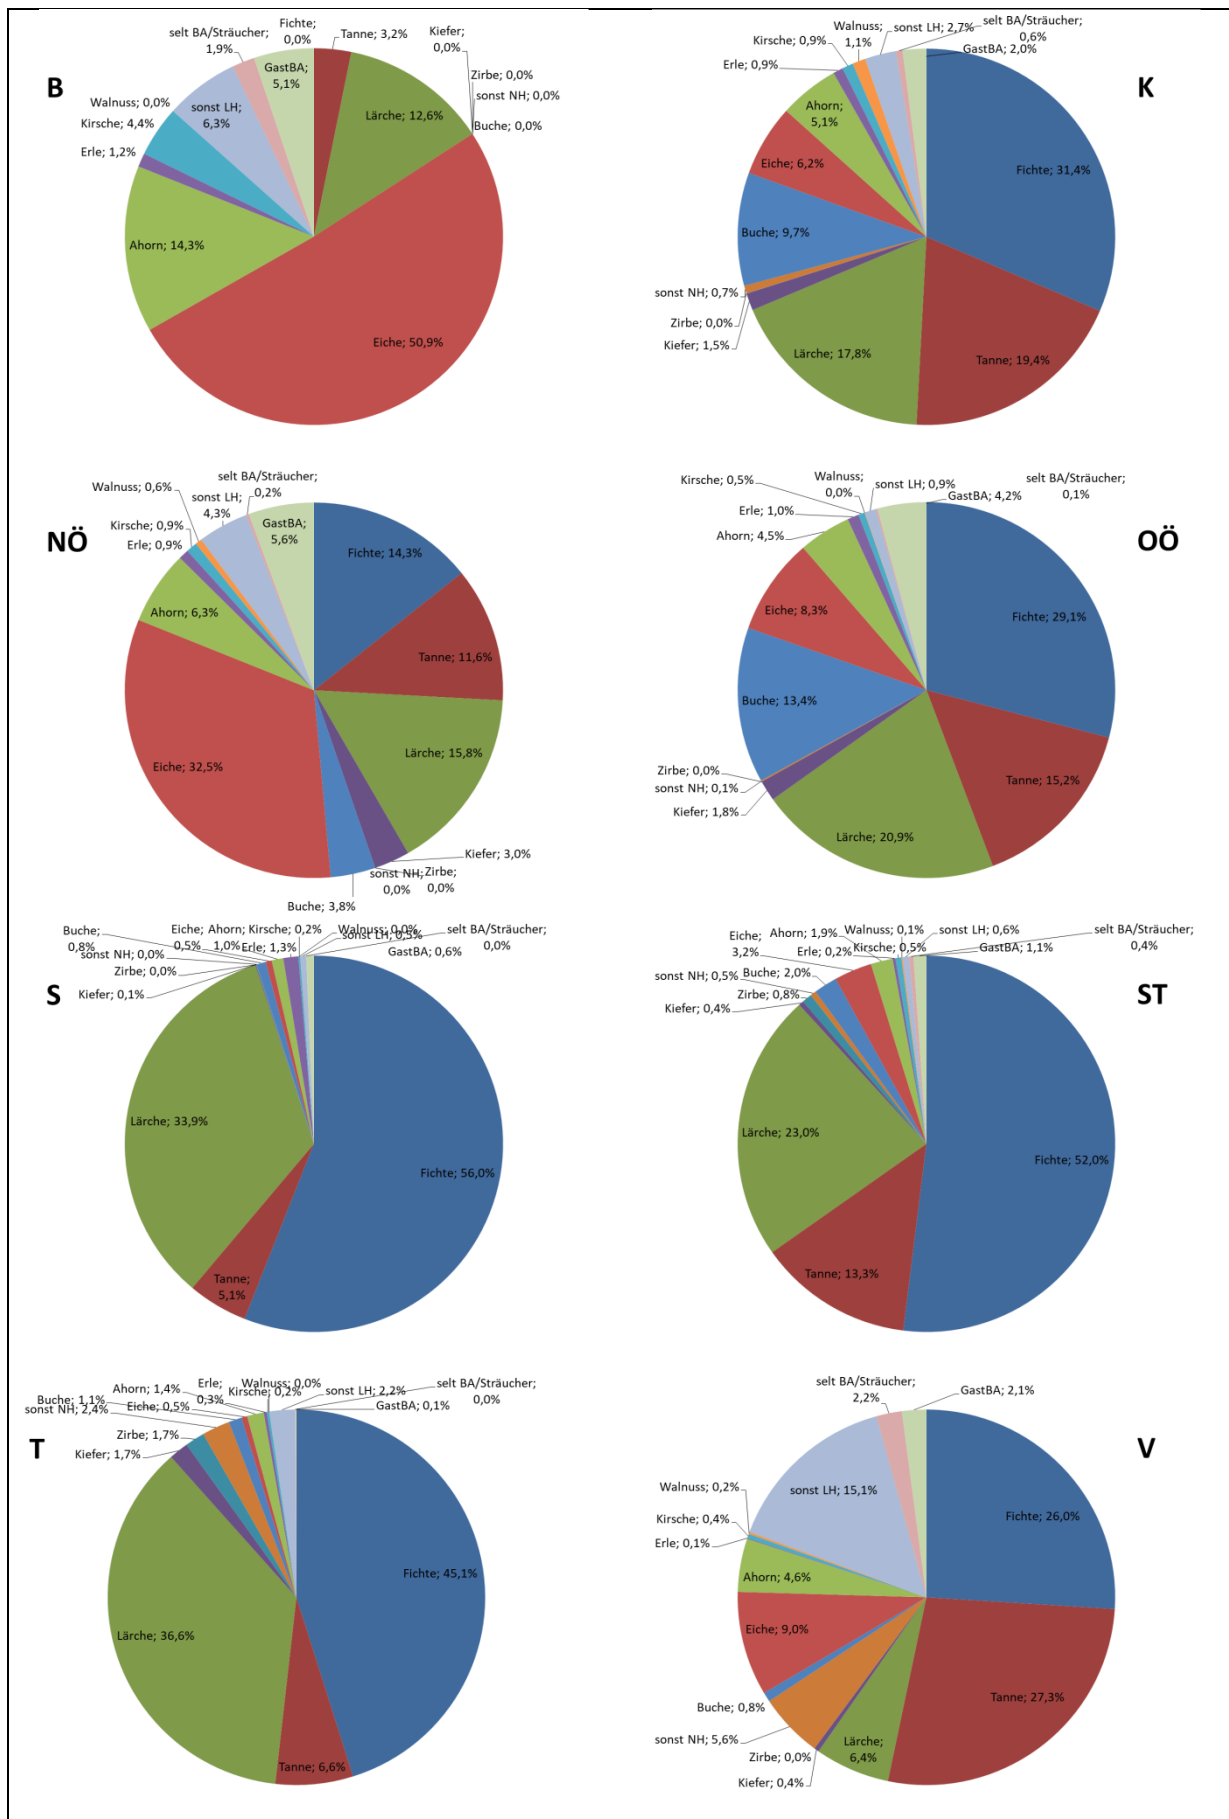 B
selt BA/Sträucher;
1,9%
Fichte;
0,0%
Tanne; 3,2%
Kiefer;
0,0%
Zirbe; 0,0%
sonst NH; 0,0%
Buche; 0,0%
Lärche; 12,6%
GastBA;
5,1%
sonst LH;
6,3%
Walnuss; 0,0%
Kirsche; 4,4%
Erle; 1,2%
Ahorn; 14,3%
Eiche; 50,9%
K
Walnuss;
1,1%
sonst LH; 2,7%
selt BA/Sträucher;
0,6%
GastBA; 2,0%
Kirsche; 0,9%
Erle; 0,9%
Ahorn;
5,1%
Eiche; 6,2%
Buche; 9,7%
Fichte; 31,4%
sonst NH; 0,7%
Zirbe; 0,0%
Kiefer; 1,5%
Lärche; 17,8%
Tanne; 19,4%
NÖ
selt BA/Sträucher;
0,2%
Walnuss; 0,6%
sonst LH;
4,3%
Kirsche; 0,9%
Erle; 0,9%
GastBA;
5,6%
Fichte; 14,3%
Ahorn; 6,3%
Tanne; 11,6%
Eiche; 32,5%
Lärche; 15,8%
Kiefer; 3,0%
Zirbe;
0,0%
sonst NH;
0,0%
Buche; 3,8%
OÖ
Kirsche; 0,5%
Walnuss;
0,0%
sonst LH; 0,9%
selt BA/Sträucher;
0,1%
GastBA; 4,2%
Erle; 1,0%
Ahorn; 4,5%
Eiche; 8,3%
Fichte; 29,1%
Buche; 13,4%
Zirbe; 0,0%
sonst NH; 0,1%
Kiefer; 1,8%
Tanne; 15,2%
Lärche; 20,9%
S
Buche;
0,8%
Eiche;
0,5%
Ahorn;
1,0%
Kirsche; 0,2%
Erle; 1,3%
Walnuss; 0,0%
sonst LH; 0,5%
selt BA/Sträucher;
0,0%
GastBA; 0,6%
sonst NH; 0,0%
Zirbe; 0,0%
Kiefer; 0,1%
Lärche;
33,9%
Fichte; 56,0%
Tanne;
5,1%
ST
Eiche;
3,2%
Ahorn; 1,9%
Erle; 0,2%
Walnuss; 0,1%
Kirsche; 0,5%
sonst LH; 0,6%
GastBA; 1,1%
selt BA/Sträucher;
0,4%
Buche; 2,0%
sonst NH; 0,5%
Zirbe; 0,8%
Kiefer; 0,4%
Lärche;
23,0%
Fichte; 52,0%
Tanne; 13,3%
T
Ahorn; 1,4%
Erle;
0,3%
Walnuss; 0,0%
Kirsche; 0,2%
sonst LH; 2,2%
selt BA/Sträucher;
0,0%
GastBA; 0,1%
Buche; 1,1%
Eiche; 0,5%
sonst NH; 2,4%
Zirbe; 1,7%
Kiefer; 1,7%
Fichte; 45,1%
Lärche; 36,6%
Tanne; 6,6%
V
selt BA/Sträucher;
2,2%
GastBA; 2,1%
Walnuss; 0,2%
sonst LH; 15,1%
Kirsche; 0,4%
Erle; 0,1%
Fichte; 26,0%
Ahorn; 4,6%
Eiche; 9,0%
Buche; 0,8%
sonst NH; 5,6%
Zirbe; 0,0%
Kiefer; 0,4%
Lärche;
6,4%
Tanne; 27,3%